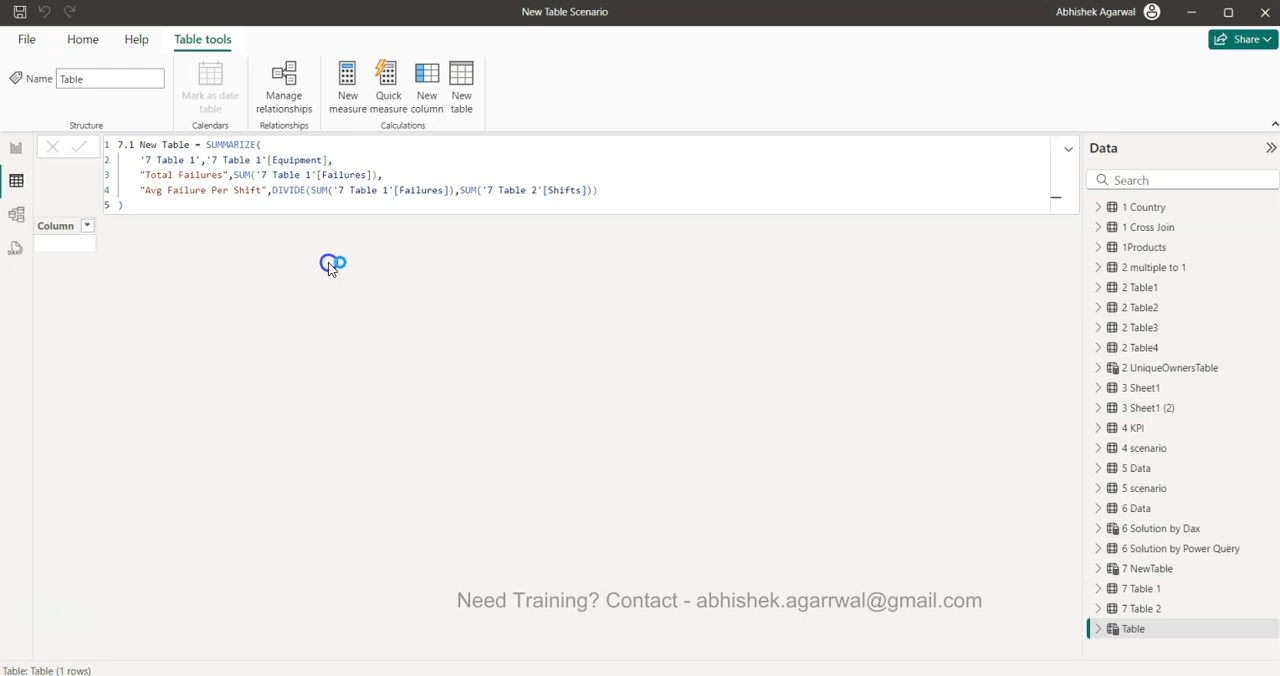 New Table Scenario
Abhishek Agarwal
File
Home
Help
Table tools
Share
Name
Table
Mark as date
table
Manage
relationships
New
measure
Quick
measure
New
column
New
table
Structure
Calendars
Relationships
Calculations
1 7.1 New Table = SUMMARIZE(
2 '7 Table 1','7 Table 1'[Equipment],
3 "Total Failures",SUM('7 Table 1'[Failures]),
4 "Avg Failure Per Shift",DIVIDE(SUM('7 Table 1'[Failures]),SUM('7 Table 2'[Shifts]))
5 )
Column
Data
Search
1 Country
1 Cross Join
1Products
2 multiple to 1
2 Table1
2 Table2
2 Table3
2 Table4
2 UniqueOwnersTable
3 Sheet1
3 Sheet1 (2)
4 KPI
4 scenario
5 Data
5 scenario
6 Data
6 Solution by Dax
6 Solution by Power Query
7 NewTable
7 Table 1
7 Table 2
Table
Need Training? Contact - abhishek.agarrwal@gmail.com
Table: Table (1 rows)